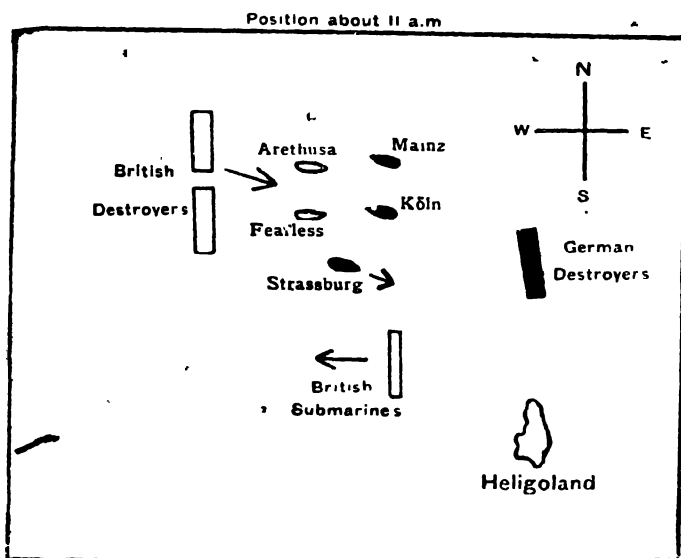 Position about 11 a.m
N
W E
S
Arethusa
Mainz
British
Destroyers
Fearless
Köln
German
Destroyers
Strassburg
British
Submarines
Heligoland